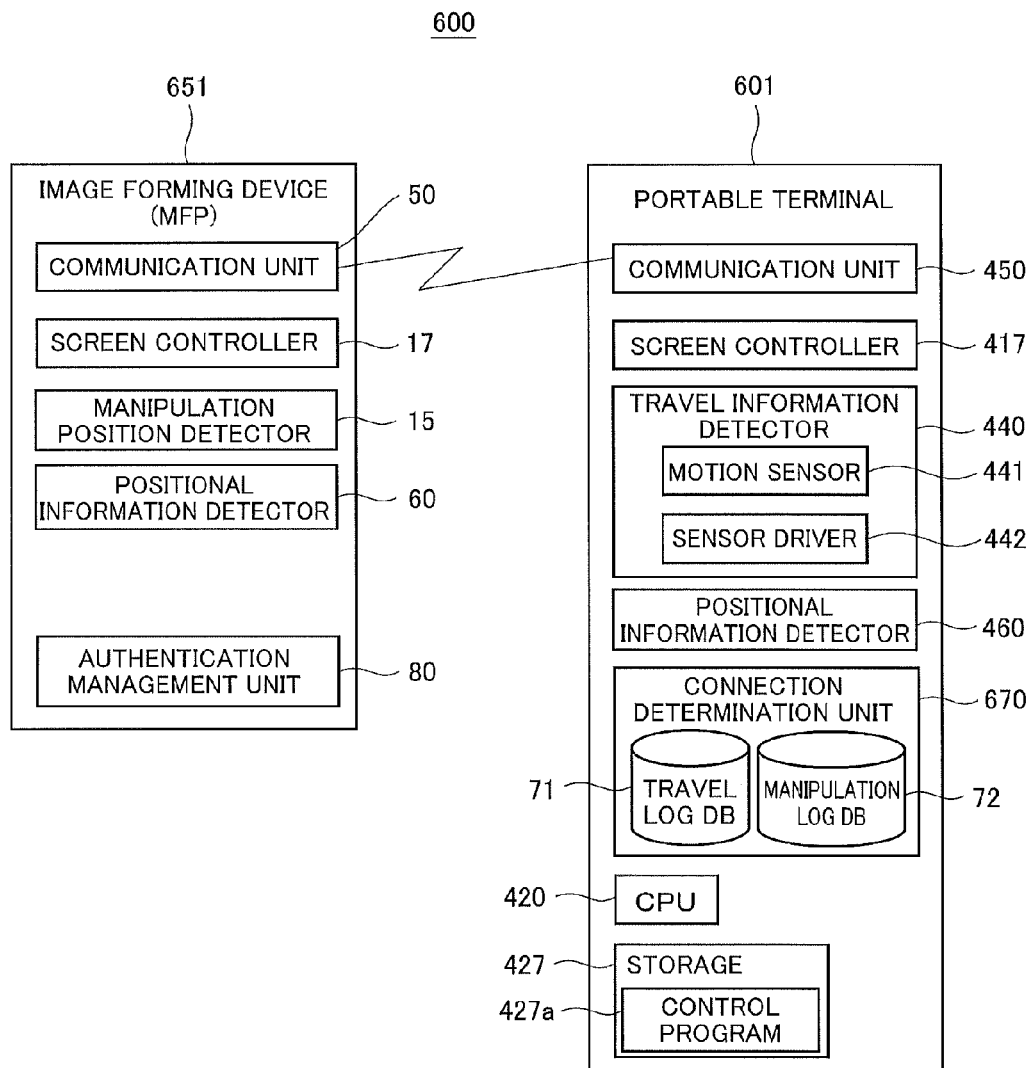 600
651
IMAGE FORMING DEVICE
(MFP)
50
COMMUNICATION UNIT
SCREEN CONTROLLER
17
MANIPULATION
POSITION DETECTOR
15
POSITIONAL
INFORMATION DETECTOR
60
AUTHENTICATION
MANAGEMENT UNIT
80
601
PORTABLE TERMINAL
COMMUNICATION UNIT
450
SCREEN CONTROLLER
417
TRAVEL INFORMATION
DETECTOR
440
MOTION SENSOR
441
SENSOR DRIVER
442
POSITIONAL
INFORMATION DETECTOR
460
CONNECTION
DETERMINATION UNIT
670
71
TRAVEL
LOG DB
MANIPULATION
LOG DB
72
420
CPU
427
STORAGE
427a
CONTROL
PROGRAM